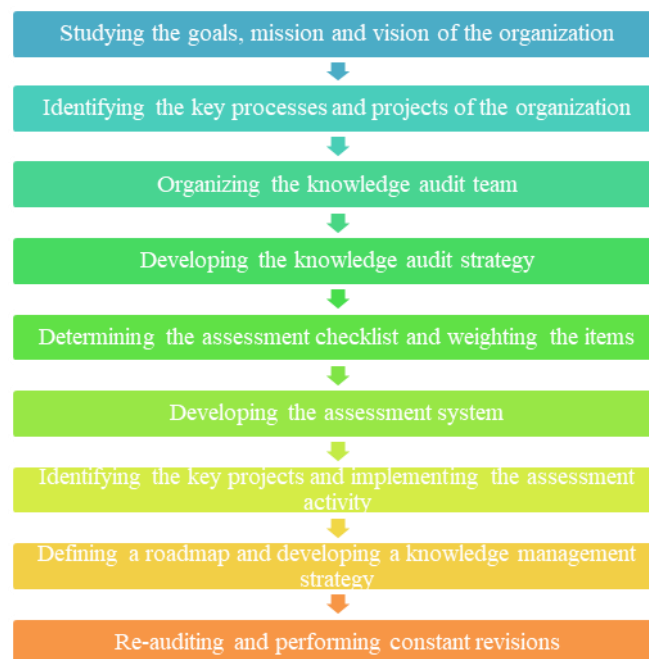 Studying the goals, mission and vision of the organization
Identifying the key processes and projects of the organization
Organizing the knowledge audit team
Developing the knowledge audit strategy
Determining the assessment checklist and weighting the items
Developing the assessment system
Identifying the key projects and implementing the assessment
activity
Defining a roadmap and developing a knowledge management
strategy
Re-auditing and performing constant revisions